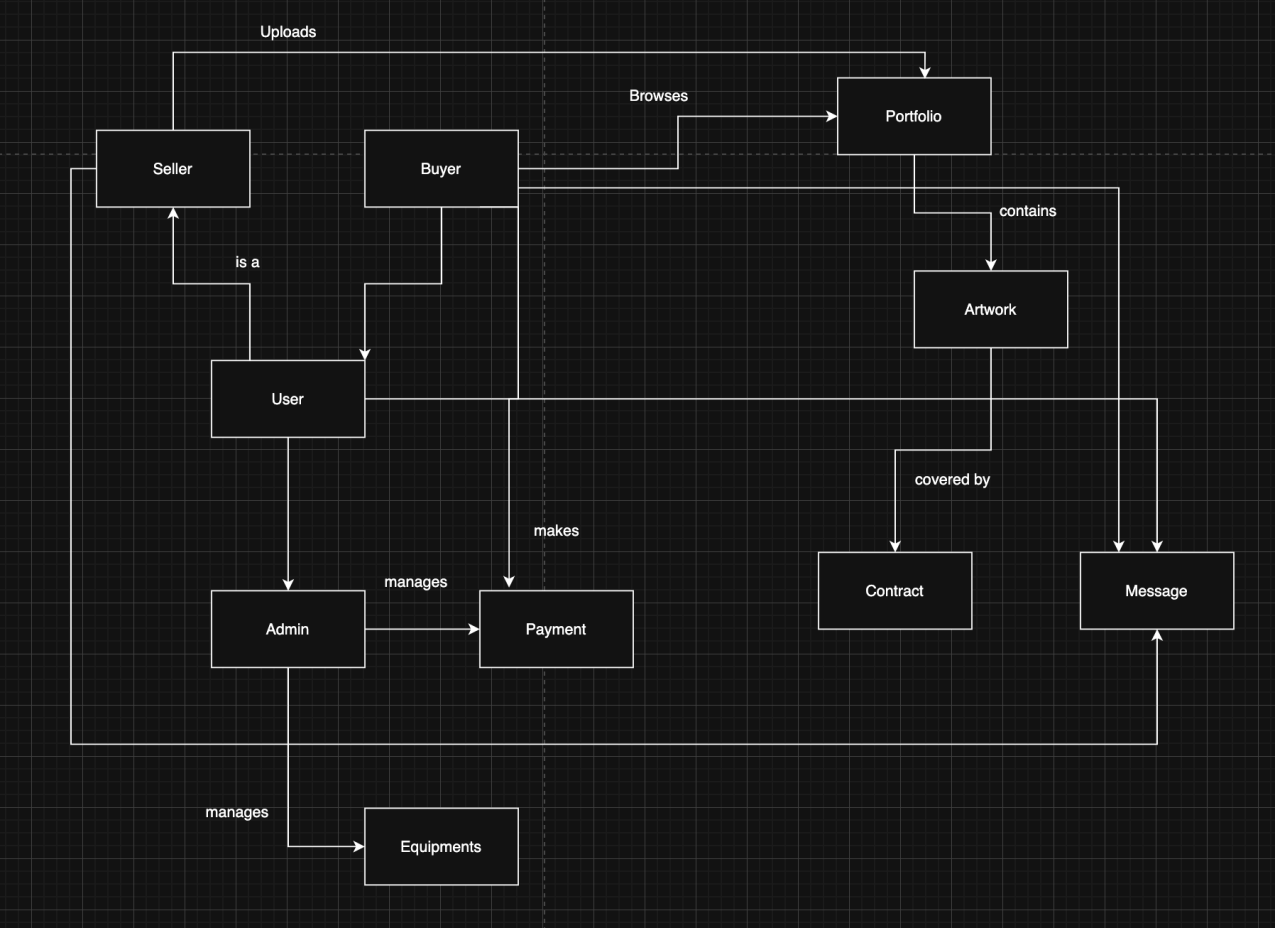 Uploads
Browses
Portfolio
Seller
Buyer
contains
is a
Artwork
User
covered by
makes
manages
Contract
Message
Admin
Payment
manages
Equipments